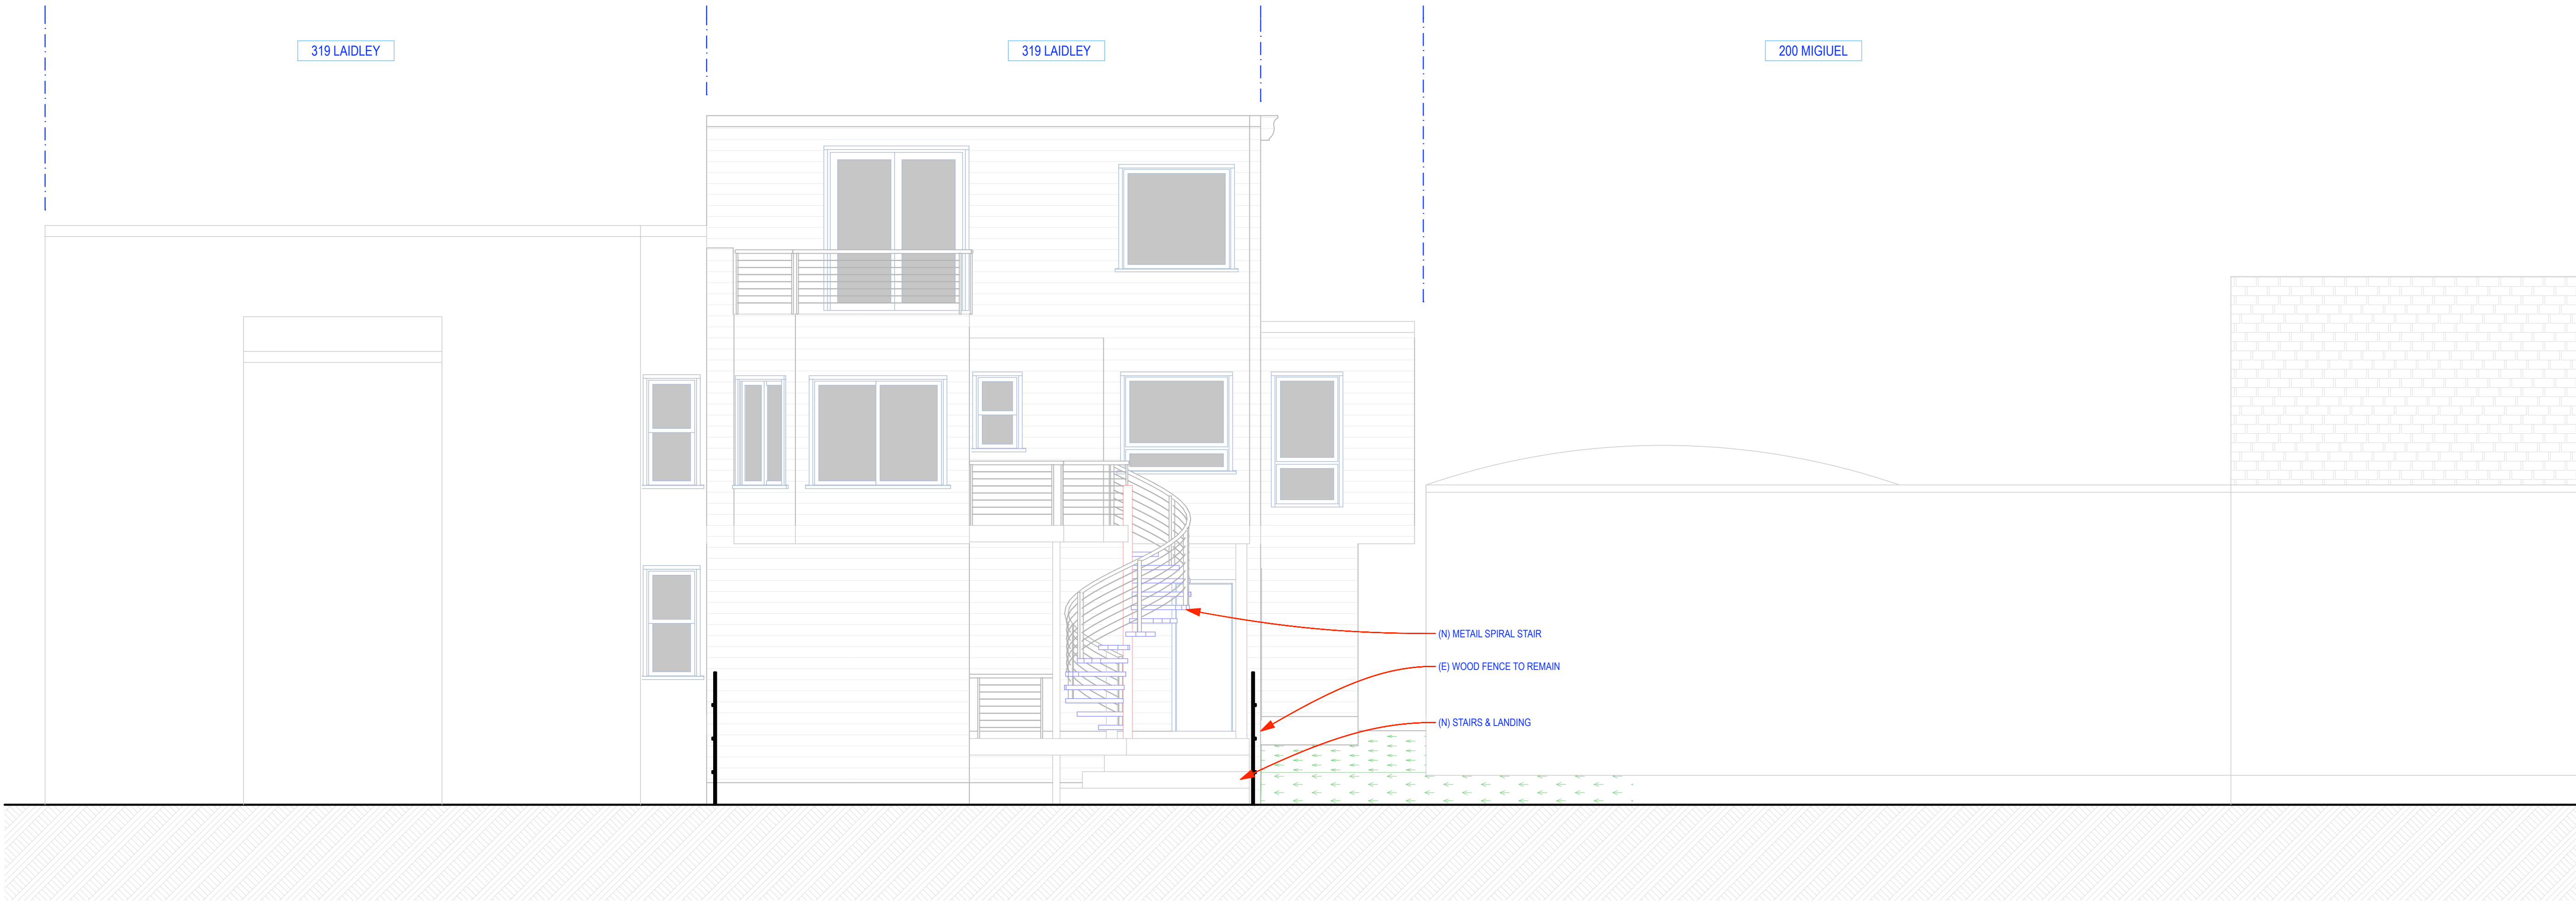 319 LAIDLEY
319 LAIDLEY
200 MIGIUEL
(N) METAIL SPIRAL STAIR
(E) WOOD FENCE TO REMAIN
(N) STAIRS & LANDING